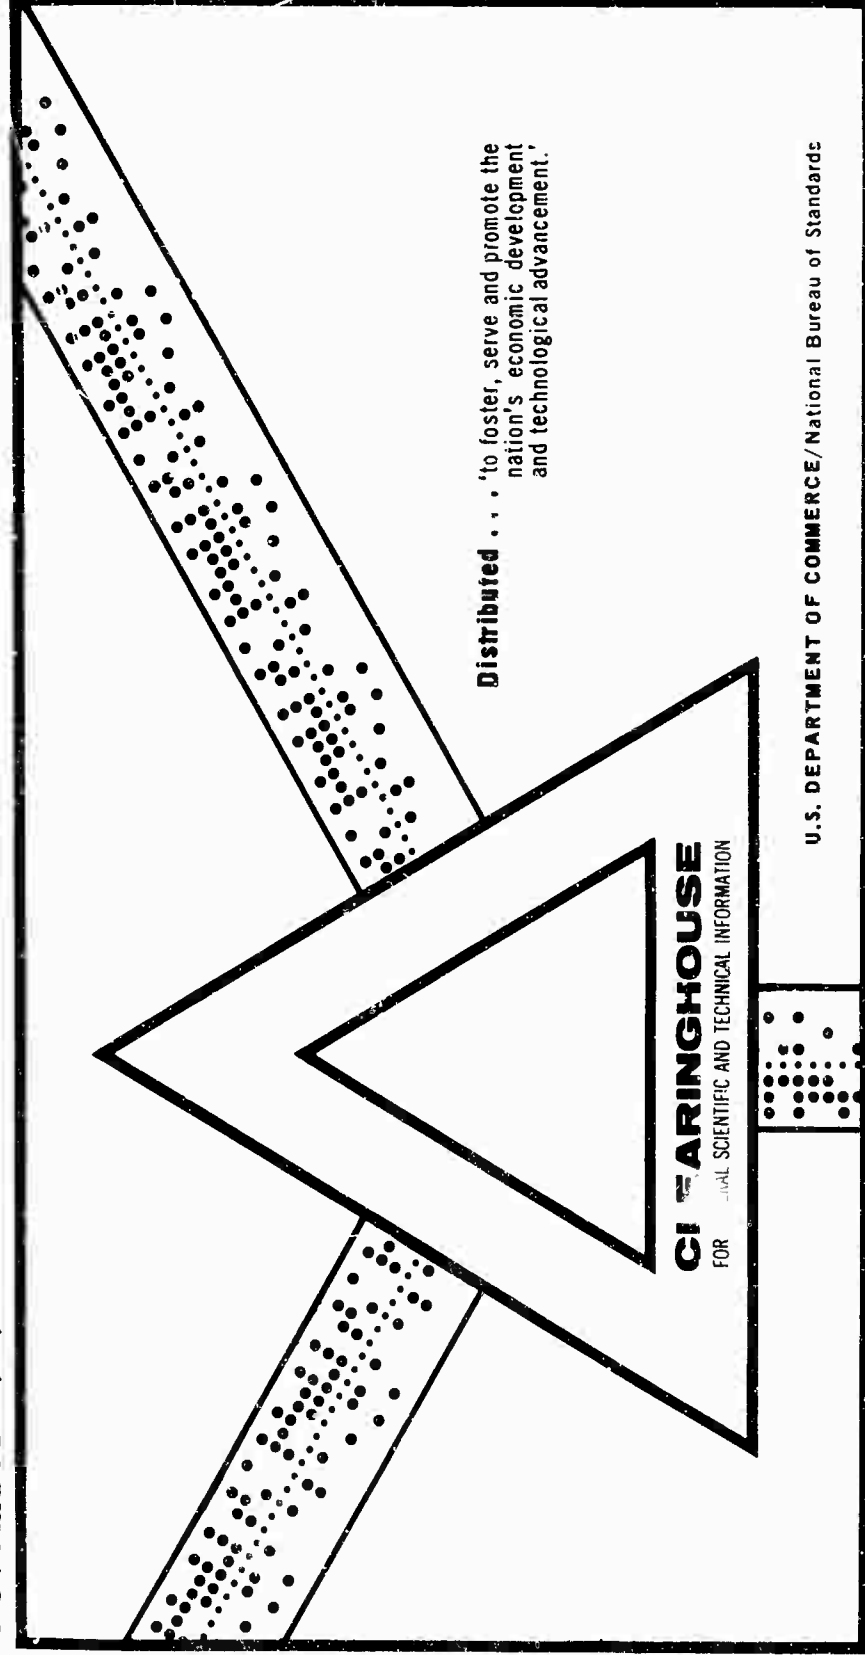 Distributed . . . 'to foster, serve and promote the
nation's economic development
and technological advancement.'
CLEARINGHOUSE
FOR SCIENTIFIC AND TECHNICAL INFORMATION
U.S. DEPARTMENT OF COMMERCE/National Bureau of Standards